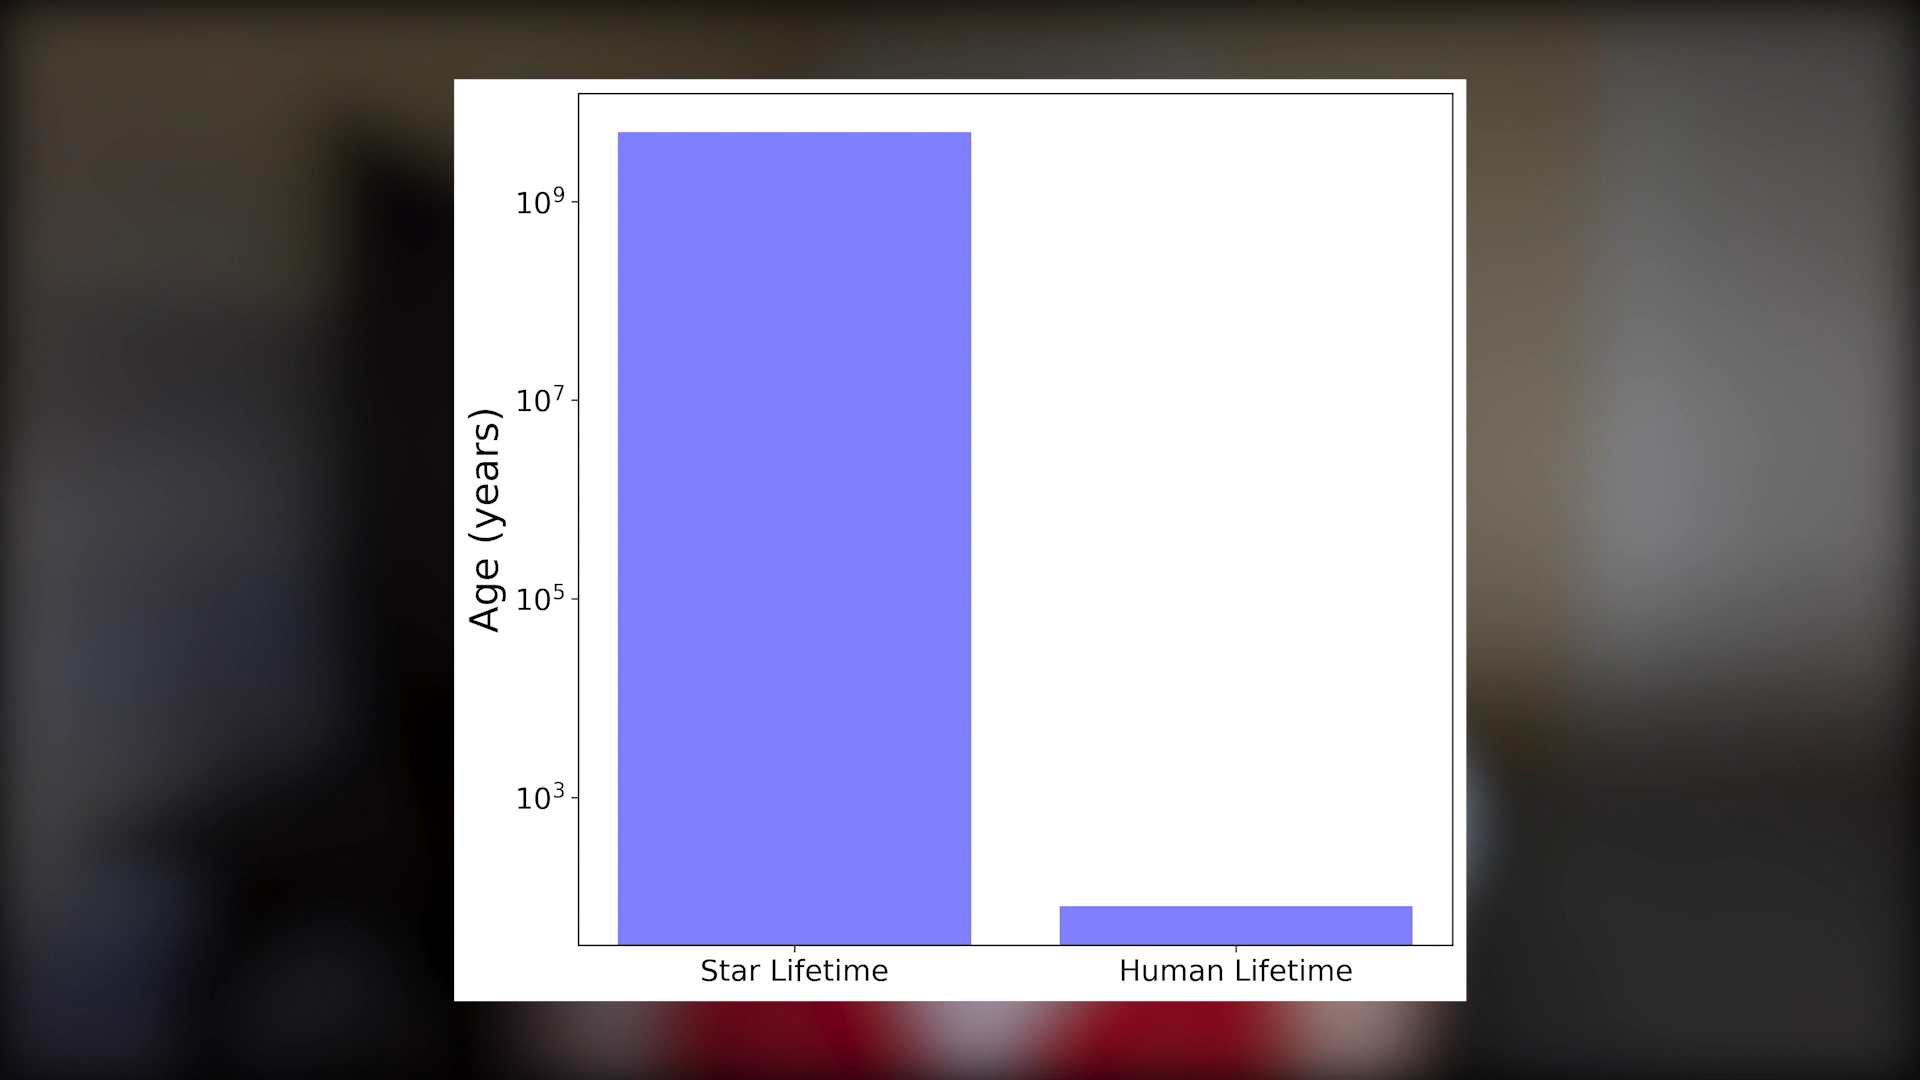 Age (years)
10⁹
10⁷
10⁵
10³
Star Lifetime
Human Lifetime